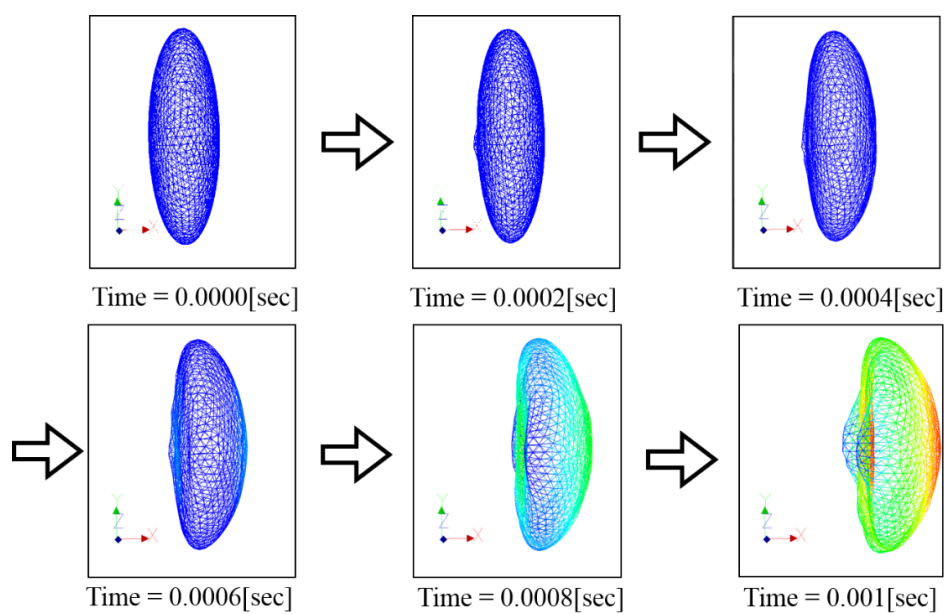 Y
Z
X
Y
Z
X
Y
Z
X
Time = 0.0000[sec]
Time = 0.0002[sec]
Time = 0.0004[sec]
Y
Z
X
Y
Z
X
Y
Z
X
Time = 0.0006[sec]
Time = 0.0008[sec]
Time = 0.001[sec]